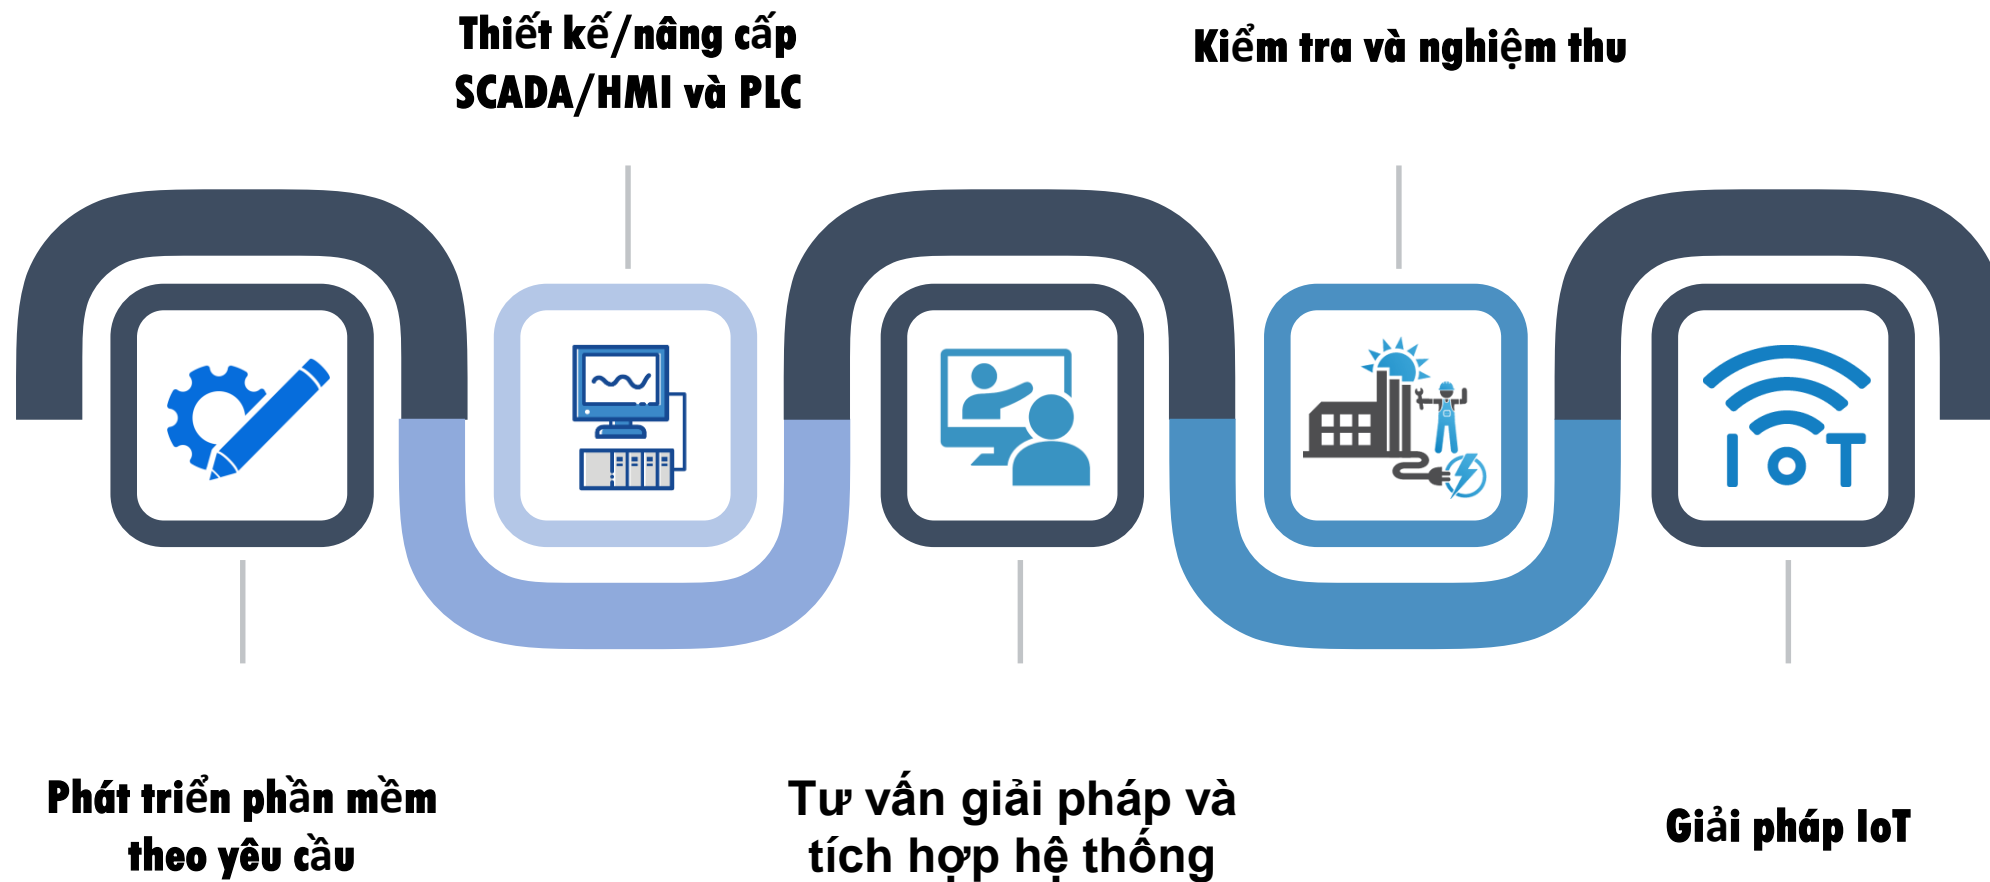 Thiết kế/nâng cấp
SCADA/HMI và PLC
Kiểm tra và nghiệm thu
IoT
Phát triển phần mềm
theo yêu cầu
Tư vấn giải pháp và
tích hợp hệ thống
Giải pháp IoT